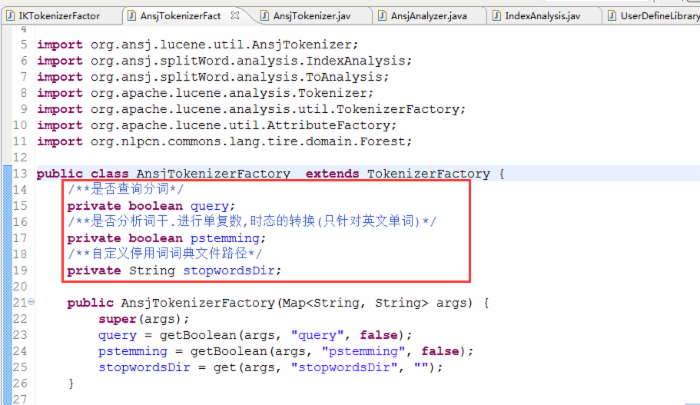 IKTokenizerFactor
AnsjTokenizerFact
AnsjTokenizer.jav
AnsjAnalyzer.java
IndexAnalysis.jav
UserDefineLibrary
4
5 import org.ansj.lucene.util.AnsjTokenizer;
6 import org.ansj.splitWord.analysis.IndexAnalysis;
7 import org.ansj.splitWord.analysis.ToAnalysis;
8 import org.apache.lucene.analysis.Tokenizer;
9 import org.apache.lucene.analysis.util.TokenizerFactory;
10 import org.apache.lucene.util.AttributeFactory;
11 import org.nlpcn.commons.lang.tire.domain.Forest;
12
13 public class AnsjTokenizerFactory  extends TokenizerFactory {
14 /**是否查询分词*/
15 private boolean query;
16 /**是否分析词干.进行单复数,时态的转换(只针对英文单词)*/
17 private boolean pstemming;
18 /**自定义停用词词典文件路径*/
19 private String stopwordsDir;
20
21 public AnsjTokenizerFactory(Map<String, String> args) {
22 super(args);
23 query = getBoolean(args, "query", false);
24 pstemming = getBoolean(args, "pstemming", false);
25 stopwordsDir = get(args, "stopwordsDir", "");
26 }
27